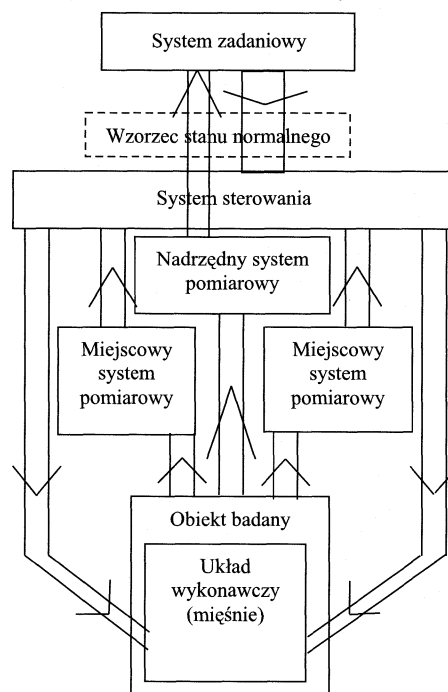 System zadaniowy
Wzorzec stanu normalnego
System sterowania
Nadrzędny system
pomiarowy
Miejscowy
system
pomiarowy
Miejscowy
system
pomiarowy
Obiekt badany
Układ
wykonawczy
(mięśnie)